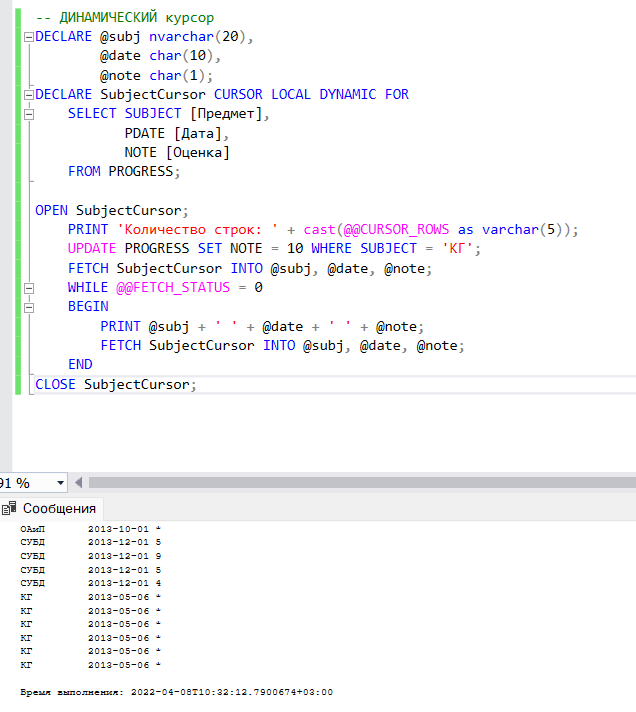 -- ДИНАМИЧЕСКИЙ курсор
DECLARE @subj nvarchar(20),
@date char(10),
@note char(1);
DECLARE SubjectCursor CURSOR LOCAL DYNAMIC FOR
SELECT SUBJECT [Предмет],
PDATE [Дата],
NOTE [Оценка]
FROM PROGRESS;
OPEN SubjectCursor;
PRINT 'Количество строк: ' + cast(@@CURSOR_ROWS as varchar(5));
UPDATE PROGRESS SET NOTE = 10 WHERE SUBJECT = 'КГ';
FETCH SubjectCursor INTO @subj, @date, @note;
WHILE @@FETCH_STATUS = 0
BEGIN
PRINT @subj + ' ' + @date + ' ' + @note;
FETCH SubjectCursor INTO @subj, @date, @note;
END
CLOSE SubjectCursor;
91 %
Сообщения
ОАиП 2013-10-01 *
СУБД 2013-12-01 5
СУБД 2013-12-01 9
СУБД 2013-12-01 5
СУБД 2013-12-01 4
КГ 2013-05-06 *
КГ 2013-05-06 *
КГ 2013-05-06 *
КГ 2013-05-06 *
КГ 2013-05-06 *
КГ 2013-05-06 *
Время выполнения: 2022-04-08T10:32:12.7900674+03:00